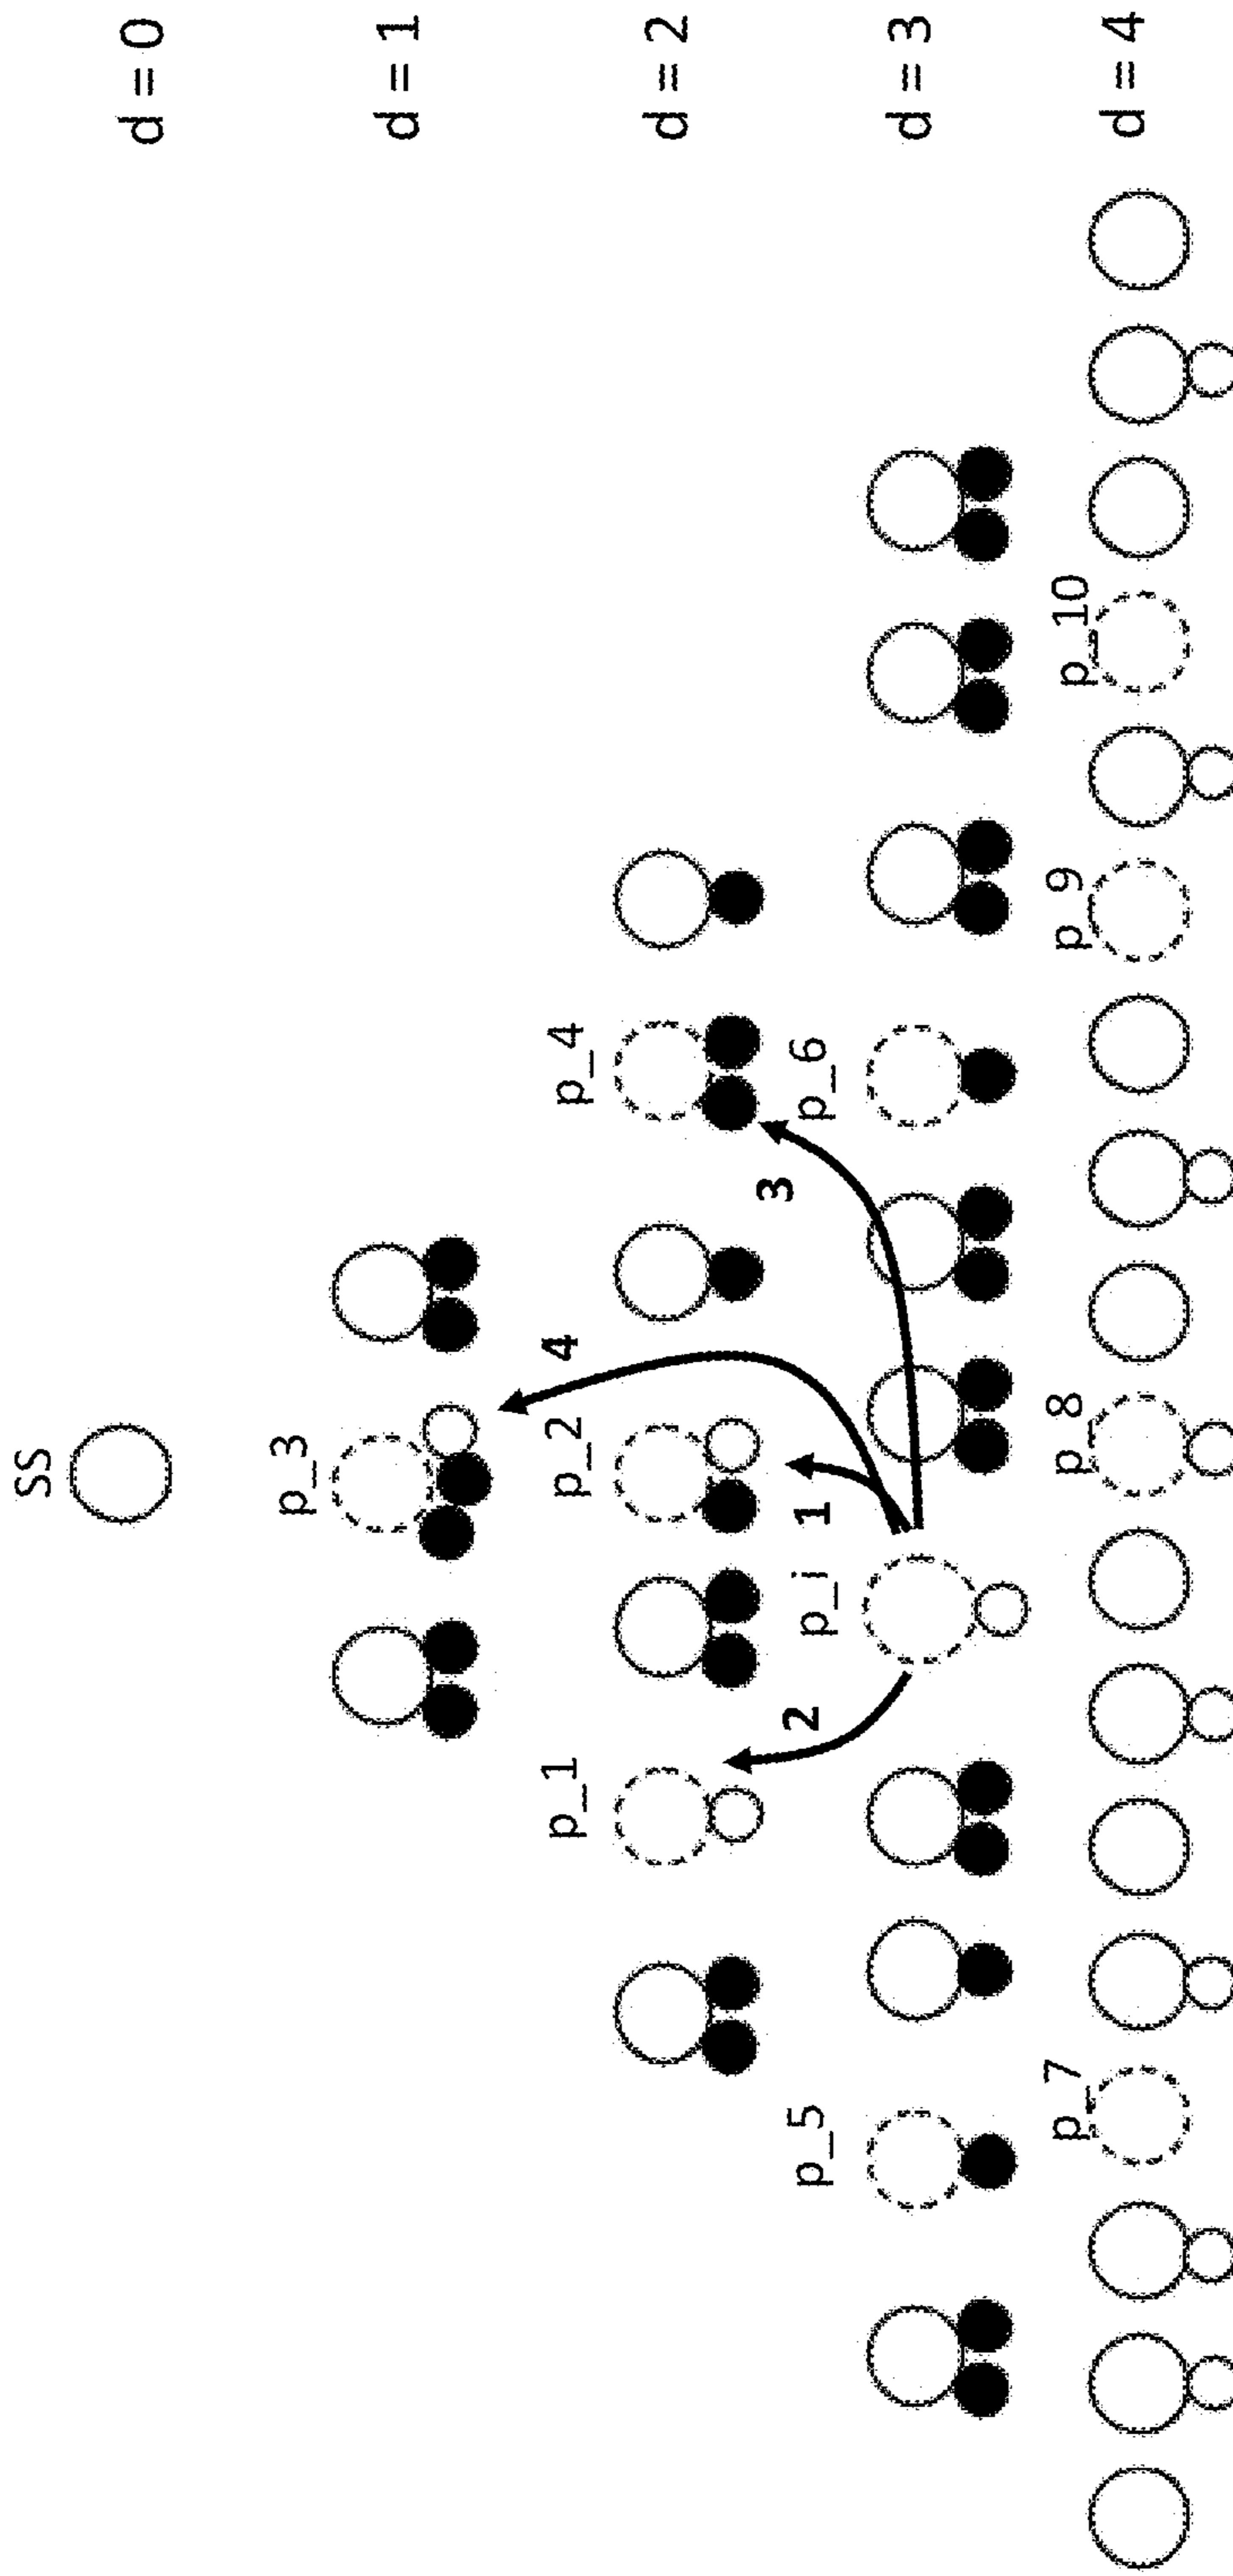 SS
d = 0
p_3
d = 1
p_1
p_2
4
p_4
d = 2
p_5
2
p_i
1
3
p_6
d = 3
p_7
p_8
p_9
p_10
d = 4